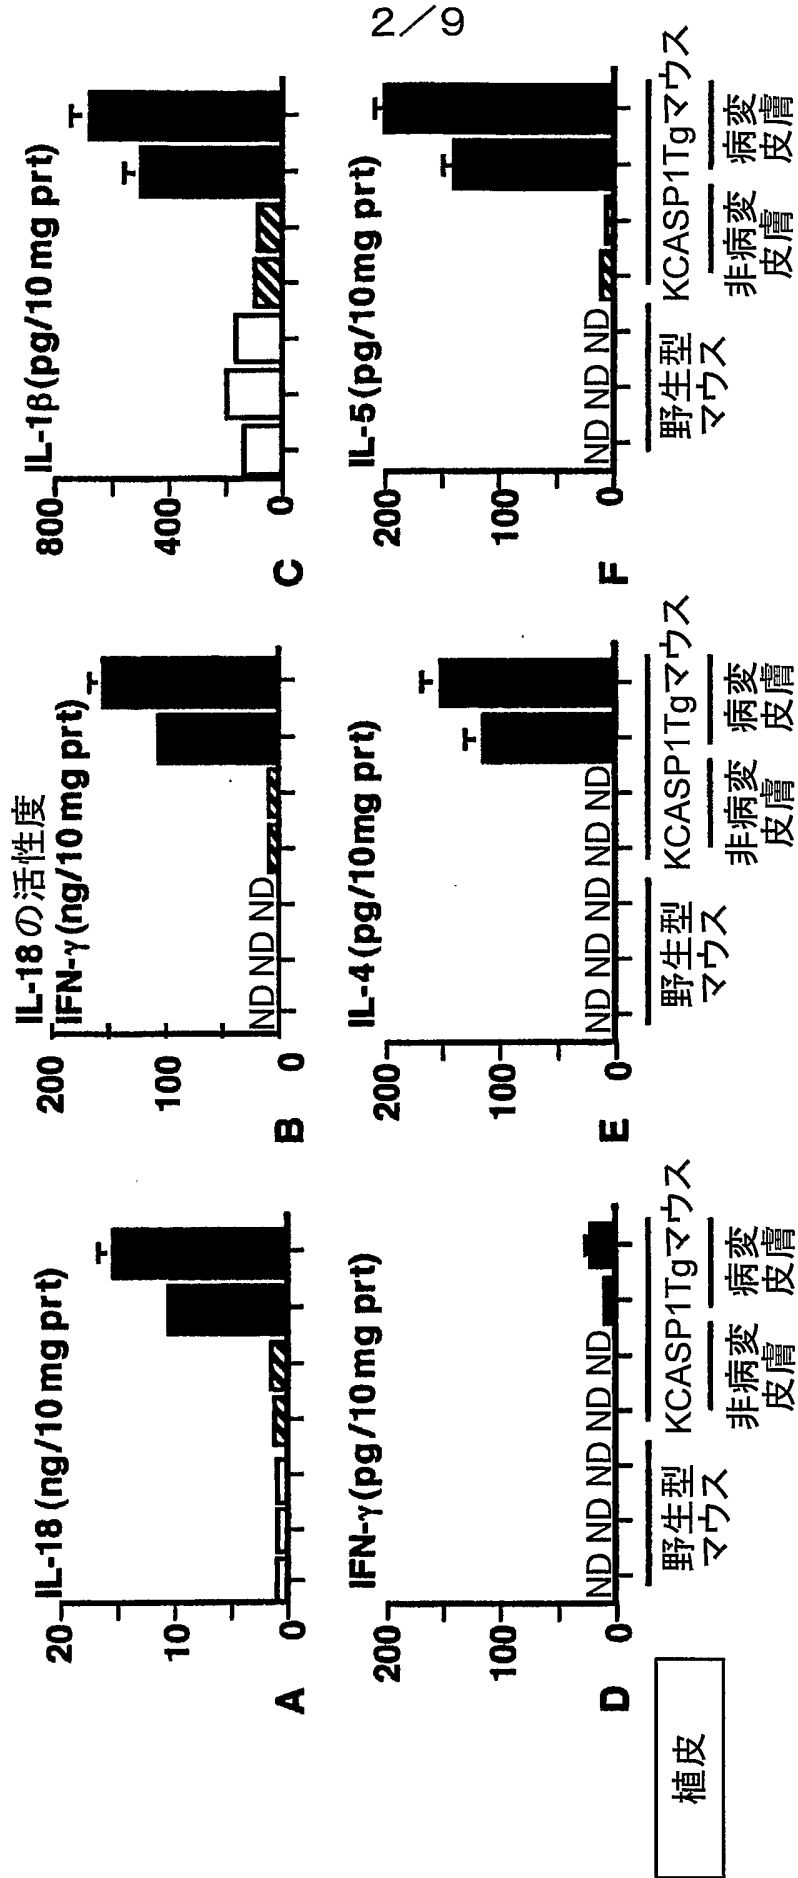 2/9
IL-18 (ng/10 mg prt)
20
10
0
A
IL-18 の活性度
IFN-γ (ng/10 mg prt)
200
100
0
ND ND ND
B
IL-1β (pg/10 mg prt)
800
400
0
C
IFN-γ (pg/10 mg prt)
200
100
0
ND ND ND ND ND
D
野生型
マウス
KCASP1Tgマウス
非病変
皮膚
病変
皮膚
IL-4 (pg/10mg prt)
200
100
0
ND ND ND ND ND
E
野生型
マウス
KCASP1Tgマウス
非病変
皮膚
病変
皮膚
IL-5 (pg/10mg prt)
200
100
0
ND ND ND
F
野生型
マウス
KCASP1Tgマウス
非病変
皮膚
病変
皮膚
植皮